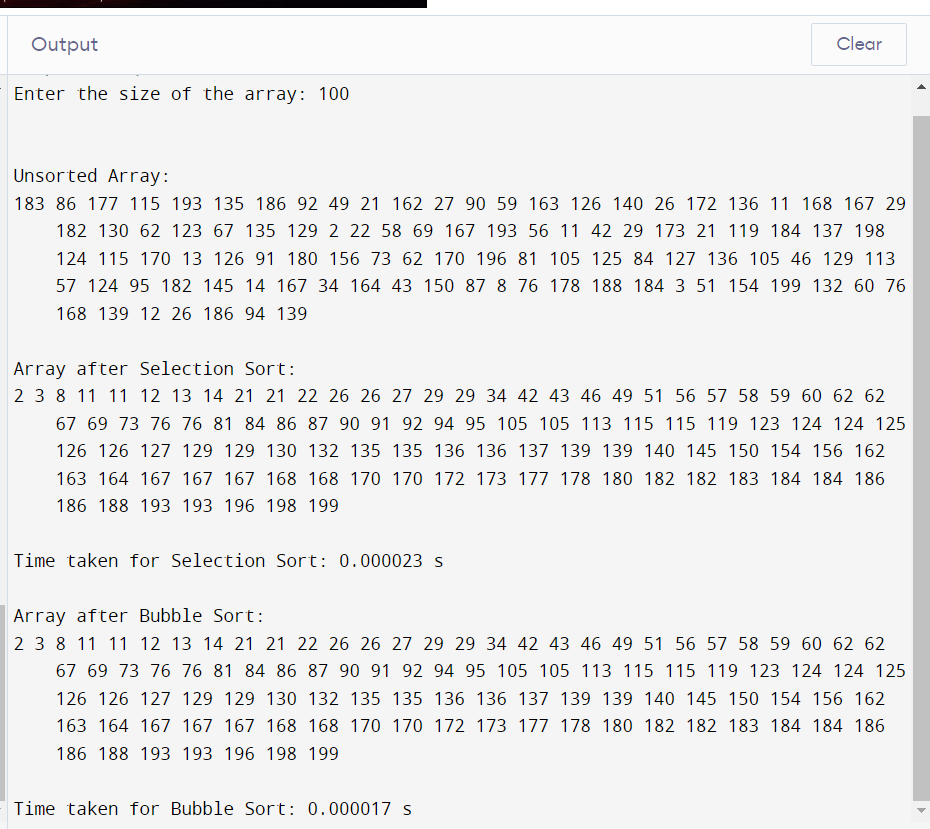 Output
Clear
Enter the size of the array: 100
Unsorted Array:
183 86 177 115 193 135 186 92 49 21 162 27 90 59 163 126 140 26 172 136 11 168 167 29
182 130 62 123 67 135 129 2 22 58 69 167 193 56 11 42 29 173 21 119 184 137 198
124 115 170 13 126 91 180 156 73 62 170 196 81 105 125 84 127 136 105 46 129 113
57 124 95 182 145 14 167 34 164 43 150 87 8 76 178 188 184 3 51 154 199 132 60 76
168 139 12 26 186 94 139
Array after Selection Sort:
2 3 8 11 11 12 13 14 21 21 22 26 26 27 29 29 34 42 43 46 49 51 56 57 58 59 60 62 62
67 69 73 76 76 81 84 86 87 90 91 92 94 95 105 105 113 115 115 119 123 124 124 125
126 126 127 129 129 130 132 135 135 136 136 137 139 139 140 145 150 154 156 162
163 164 167 167 167 168 168 170 170 172 173 177 178 180 182 182 183 184 184 186
186 188 193 193 196 198 199
Time taken for Selection Sort: 0.000023 s
Array after Bubble Sort:
2 3 8 11 11 12 13 14 21 21 22 26 26 27 29 29 34 42 43 46 49 51 56 57 58 59 60 62 62
67 69 73 76 76 81 84 86 87 90 91 92 94 95 105 105 113 115 115 119 123 124 124 125
126 126 127 129 129 130 132 135 135 136 136 137 139 139 140 145 150 154 156 162
163 164 167 167 167 168 168 170 170 172 173 177 178 180 182 182 183 184 184 186
186 188 193 193 196 198 199
Time taken for Bubble Sort: 0.000017 s